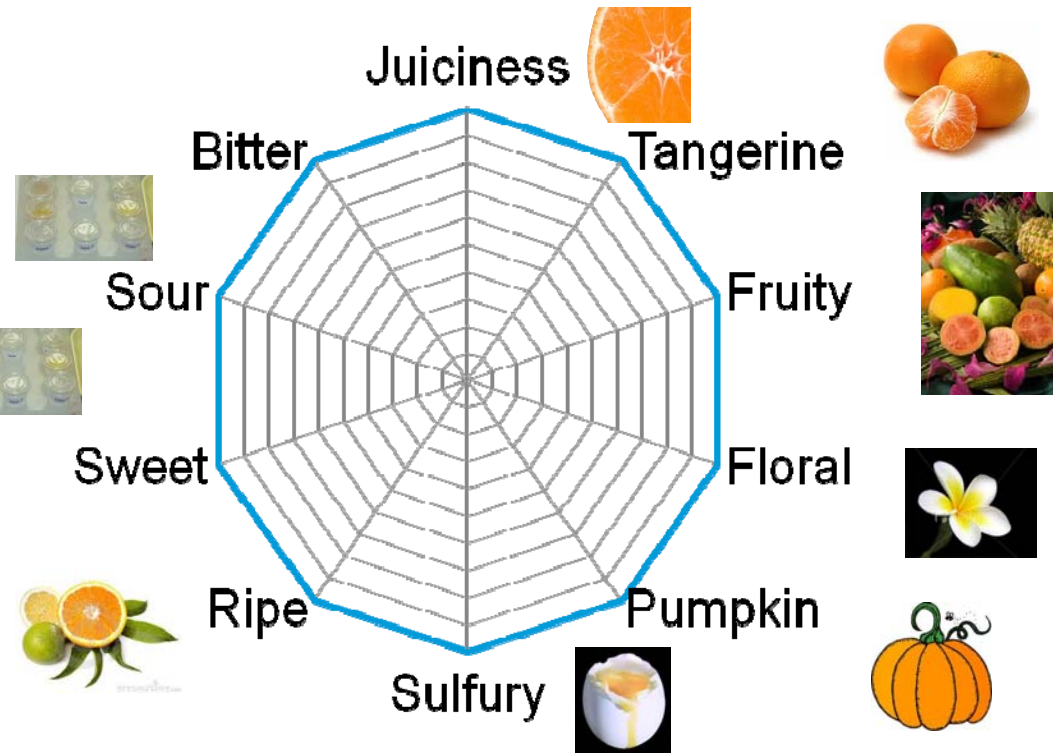 Juiciness
Bitter
Tangerine
Sour
Fruity
Sweet
Floral
Ripe
Pumpkin
Sulfury